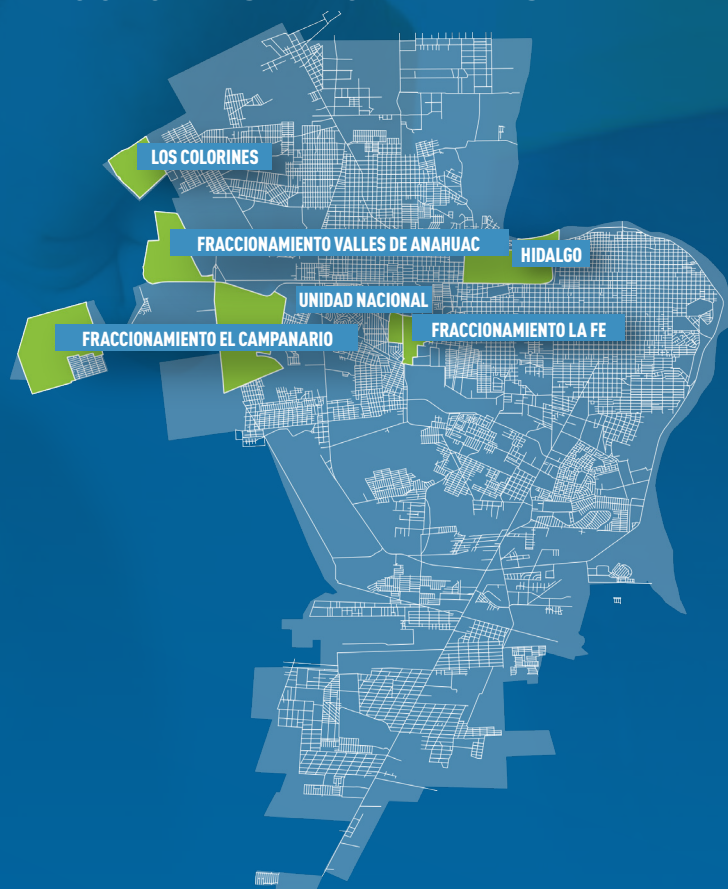 LOS COLORINES
FRACCIONAMIENTO VALLES DE ANAHUAC
HIDALGO
UNIDAD NACIONAL
FRACCIONAMIENTO LA FE
FRACCIONAMIENTO EL CAMPANARIO